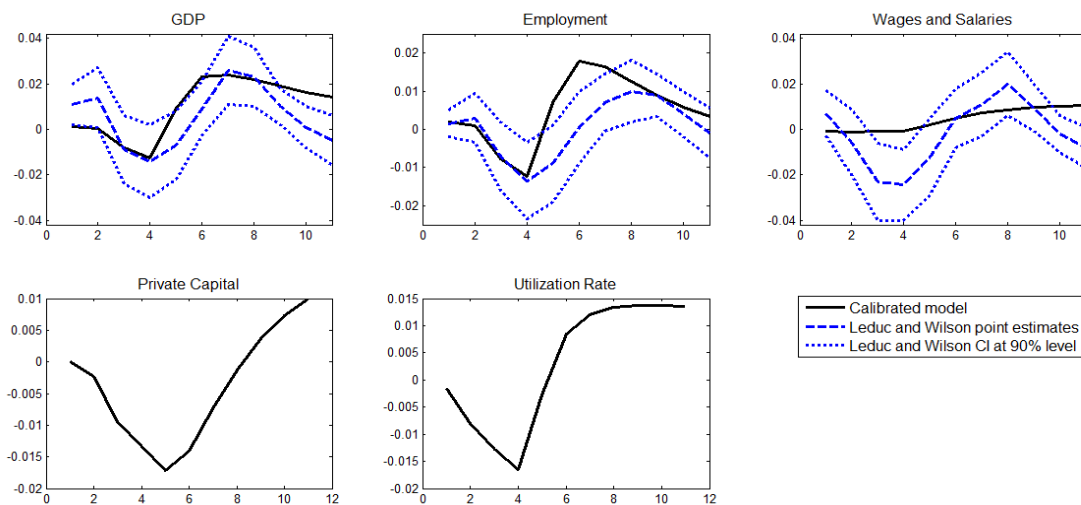 GDP
0.04
0.02
0
-0.02
-0.04
0 2 4 6 8 10
Employment
0.02
0.01
0
-0.01
-0.02
0 2 4 6 8 10
Wages and Salaries
0.04
0.02
0
-0.02
-0.04
0 2 4 6 8 10
Private Capital
0.01
0.005
0
-0.005
-0.01
-0.015
-0.02
0 2 4 6 8 10 12
Utilization Rate
0.015
0.01
0.005
0
-0.005
-0.01
-0.015
-0.02
0 2 4 6 8 10 12
Calibrated model
Leduc and Wilson point estimates
Leduc and Wilson CI at 90% level